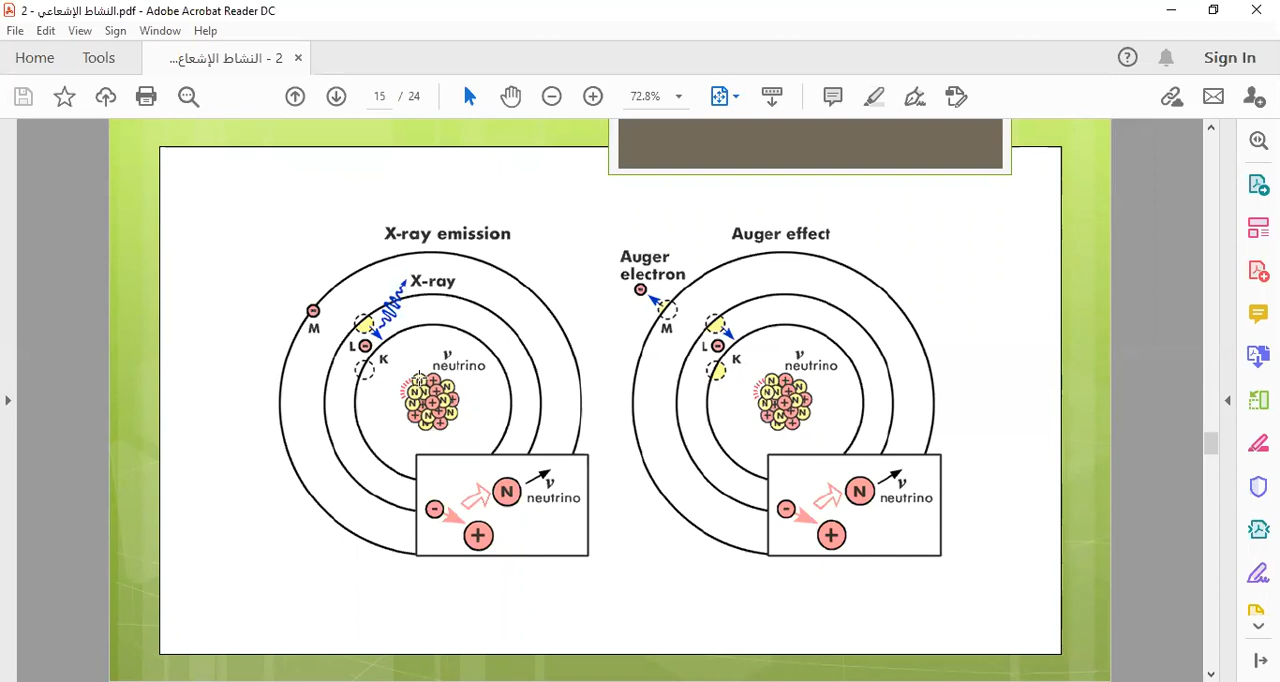 2 - النشاط الإشعاعي.pdf - Adobe Acrobat Reader DC
File Edit View Sign Window Help
Home Tools 2 - النشاط الإشعاع... × Sign In
15 / 24 72.8%
X-ray emission
X-ray
M
L
K
ν
neutrino
N
N
N
N
N
N
N
N
ν
neutrino
Auger effect
Auger
electron
M
L
K
ν
neutrino
N
N
N
N
N
N
N
N
ν
neutrino